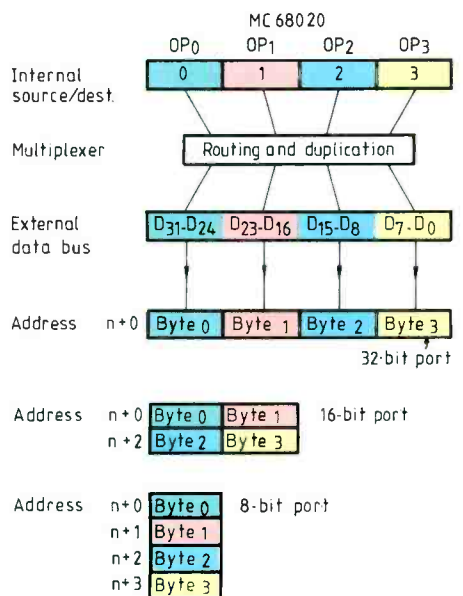 MC 68020
OP0 OP1 OP2 OP3
Internal source/dest. 0 1 2 3
Multiplexer Routing and duplication
External data bus D31-D24 D23-D16 D15-D8 D7-D0
Address n+0 Byte 0 Byte 1 Byte 2 Byte 3
32-bit port
Address n+0 Byte 0 Byte 1 16-bit port
n+2 Byte 2 Byte 3
Address n+0 Byte 0 8-bit port
n+1 Byte 1
n+2 Byte 2
n+3 Byte 3